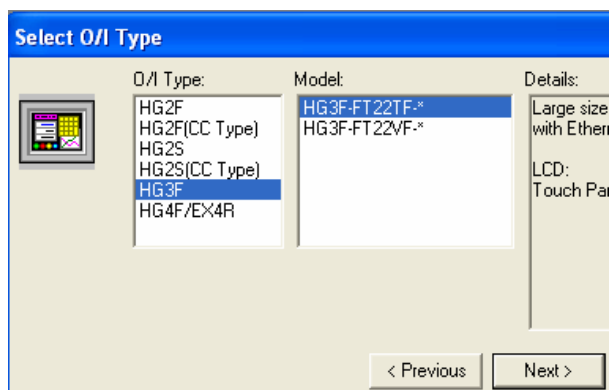 Select O/I Type
O/I Type:
HG2F
HG2F(CC Type)
HG2S
HG2S(CC Type)
HG3F
HG4F/EX4R
Model:
HG3F-FT22TF-*
HG3F-FT22VF-*
Details:
Large size
with Ethern
LCD:
Touch Pa
< Previous
Next >